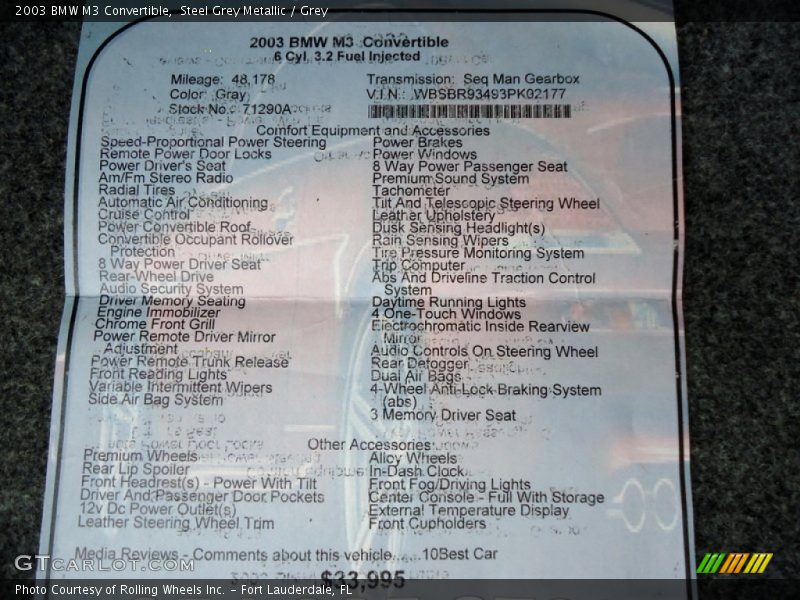 2003 BMW M3 Convertible, Steel Grey Metallic / Grey
2003 BMW M3 Convertible
6 Cyl 3.2 Fuel Injected
Mileage: 48,178
Color: Gray
Stock No.: 71290A
Transmission: Seq Man Gearbox
V.I.N.: WBSBR93493PK02177
Comfort Equipment and Accessories
Speed-Proportional Power Steering
Remote Power Door Locks
Power Driver's Seat
Am/Fm Stereo Radio
Radial Tires
Automatic Air Conditioning
Cruise Control
Power Convertible Roof
Convertible Occupant Rollover
Protection
8 Way Power Driver Seat
Rear-Wheel Drive
Audio Security System
Driver Memory Seating
Engine Immobilizer
Chrome Front Grill
Power Remote Driver Mirror
Adjustment
Power Remote Trunk Release
Front Reading Lights
Variable Intermittent Wipers
Side Air Bag System
Power Brakes
Power Windows
8 Way Power Passenger Seat
Premium Sound System
Tachometer
Tilt And Telescopic Steering Wheel
Leather Upholstery
Dusk Sensing Headlight(s)
Rain Sensing Wipers
Tire Pressure Monitoring System
Trip Computer
Abs And Driveline Traction Control
System
Daytime Running Lights
4 One-Touch Windows
Electrochromatic Inside Rearview
Mirror
Audio Controls On Steering Wheel
Rear Defogger
Dual Air Bags
4-Wheel Anti-Lock Braking System
(abs)
3 Memory Driver Seat
Other Accessories
Premium Wheels
Rear Lip Spoiler
Front Headrest(s) - Power With Tilt
Driver And Passenger Door Pockets
12v Dc Power Outlet(s)
Leather Steering Wheel Trim
Alloy Wheels
In-Dash Clock
Front Fog/Driving Lights
Center Console - Full With Storage
External Temperature Display
Front Cupholders
Media Reviews - Comments about this vehicle......10Best Car
$33,995
GTCARLOT.COM
Photo Courtesy of Rolling Wheels Inc. – Fort Lauderdale, FL